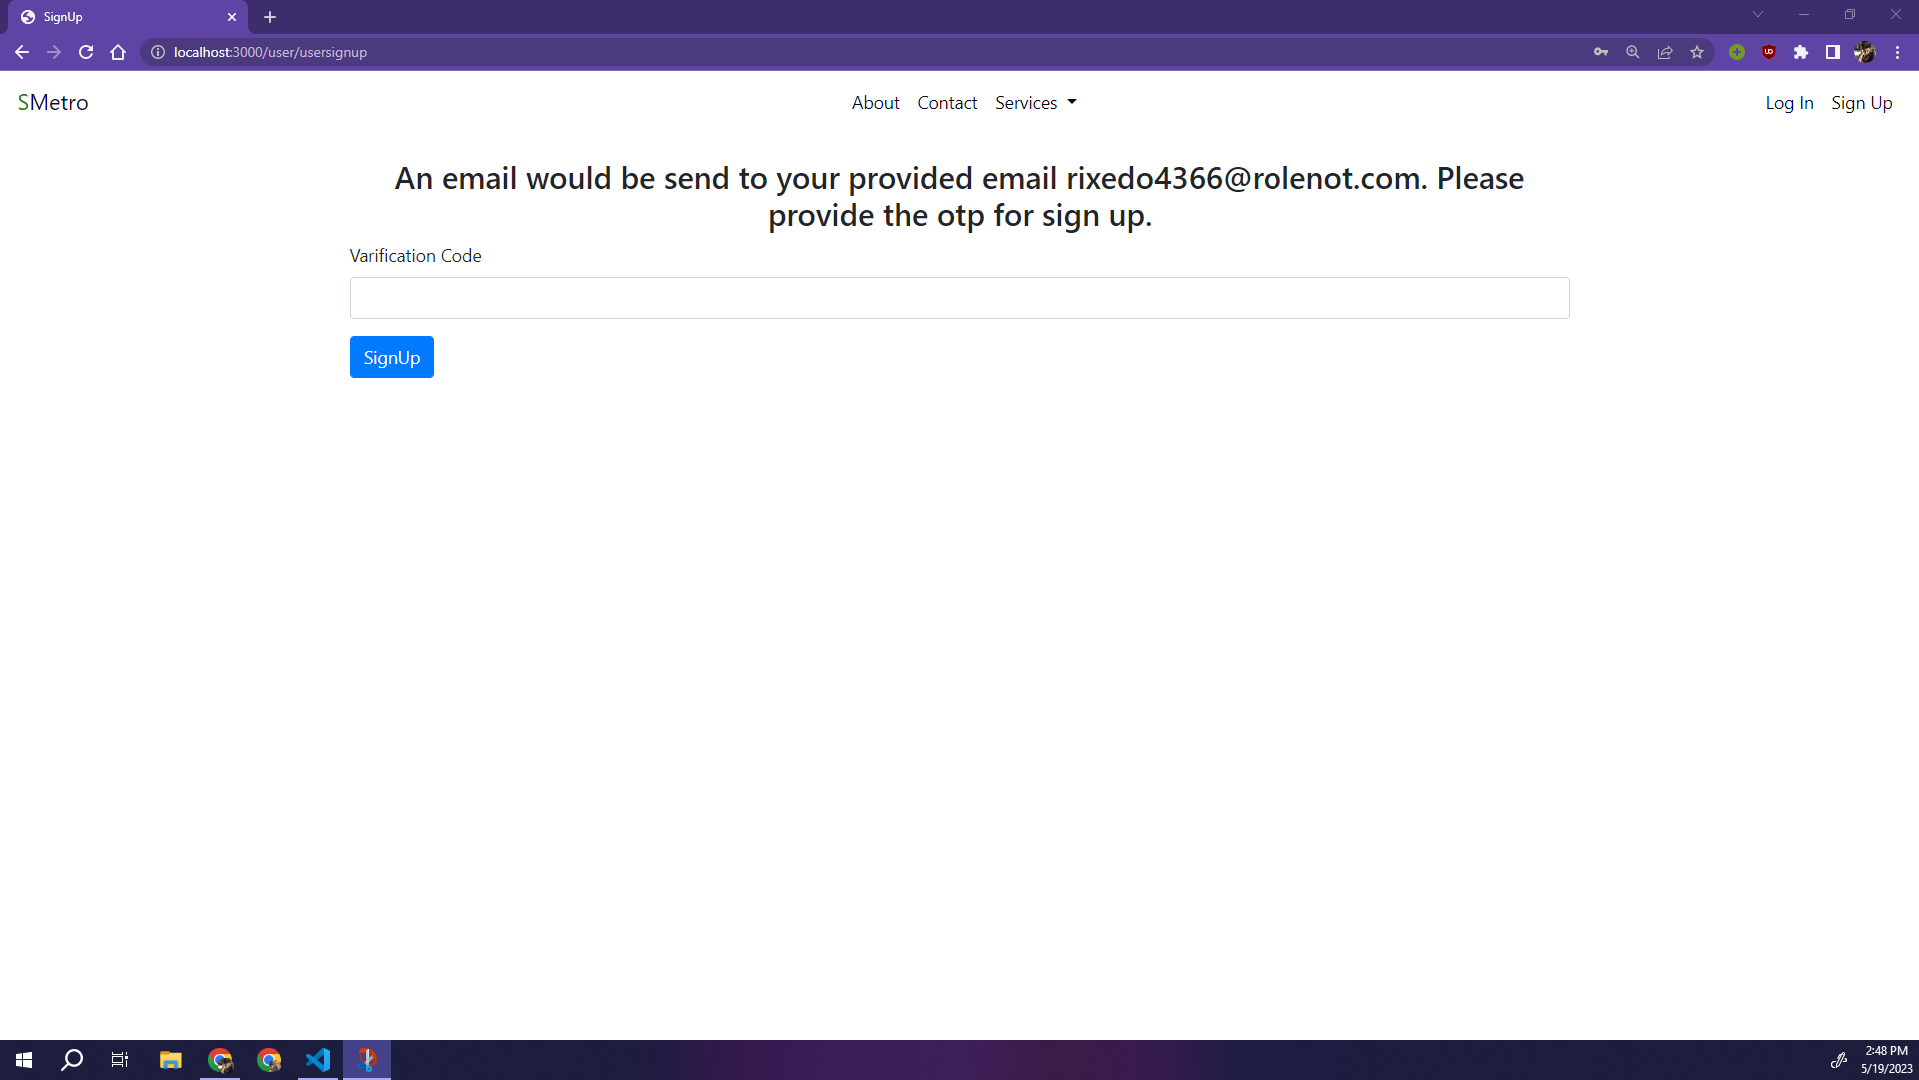 SignUp
localhost:3000/user/usersignup
SMetro
About
Contact
Services
Log In
Sign Up
An email would be send to your provided email rixedo4366@rolenot.com. Please
provide the otp for sign up.
Varification Code
SignUp
2:48 PM
5/19/2023